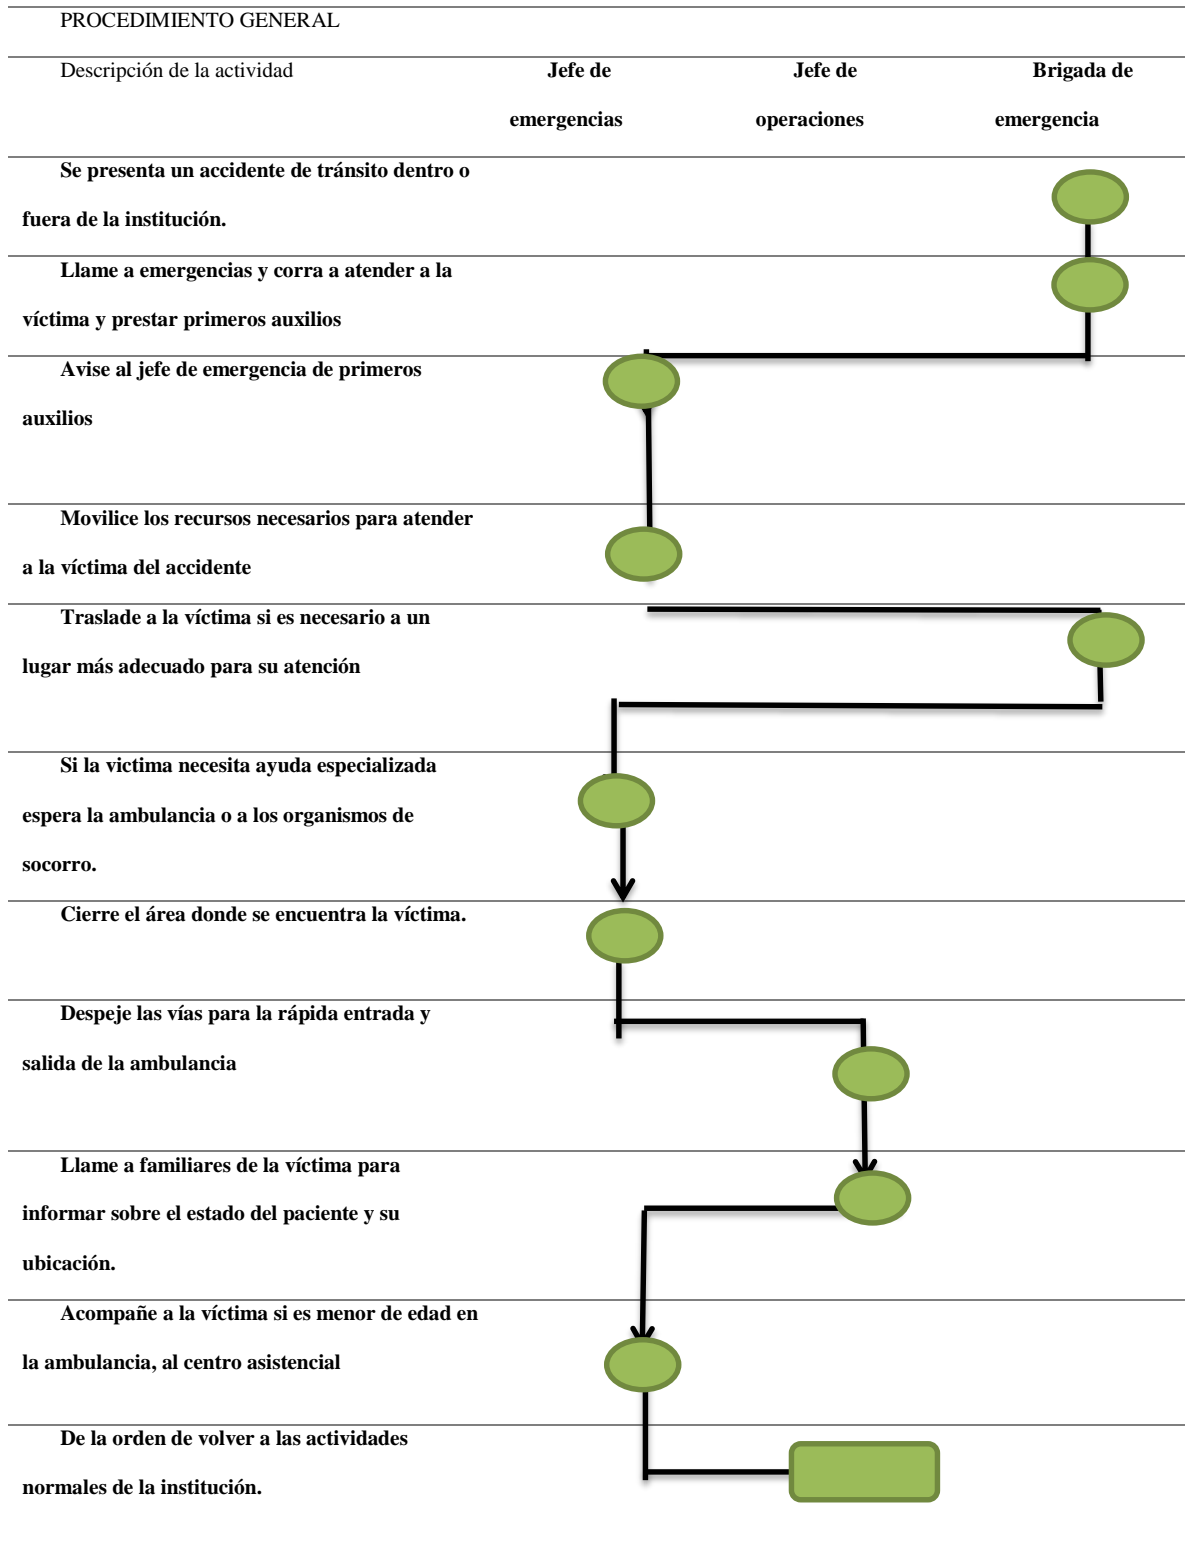 PROCEDIMIENTO GENERAL
Descripción de la actividad
Jefe de
emergencias
Jefe de
operaciones
Brigada de
emergencia
Se presenta un accidente de tránsito dentro o
fuera de la institución.
Llame a emergencias y corra a atender a la
víctima y prestar primeros auxilios
Avise al jefe de emergencia de primeros
auxilios
Movilice los recursos necesarios para atender
a la víctima del accidente
Traslade a la víctima si es necesario a un
lugar más adecuado para su atención
Si la victima necesita ayuda especializada
espera la ambulancia o a los organismos de
socorro.
Cierre el área donde se encuentra la víctima.
Despeje las vías para la rápida entrada y
salida de la ambulancia
Llame a familiares de la víctima para
informar sobre el estado del paciente y su
ubicación.
Acompañe a la víctima si es menor de edad en
la ambulancia, al centro asistencial
De la orden de volver a las actividades
normales de la institución.